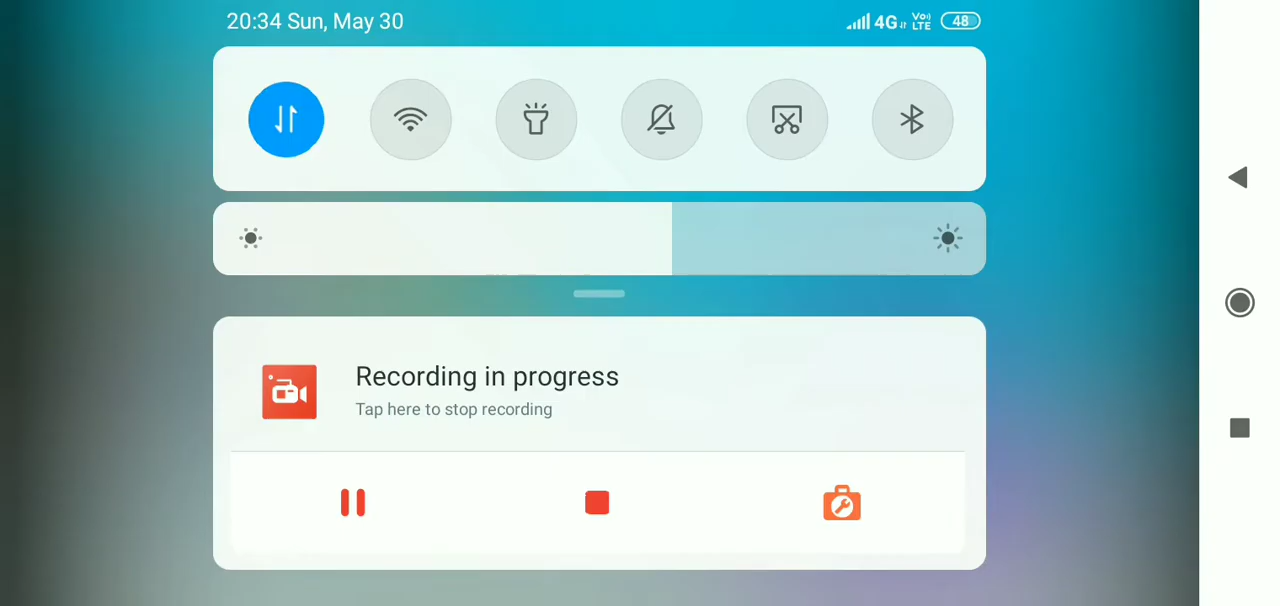 20:34 Sun, May 30
4G Vo) LTE 48
Recording in progress
Tap here to stop recording